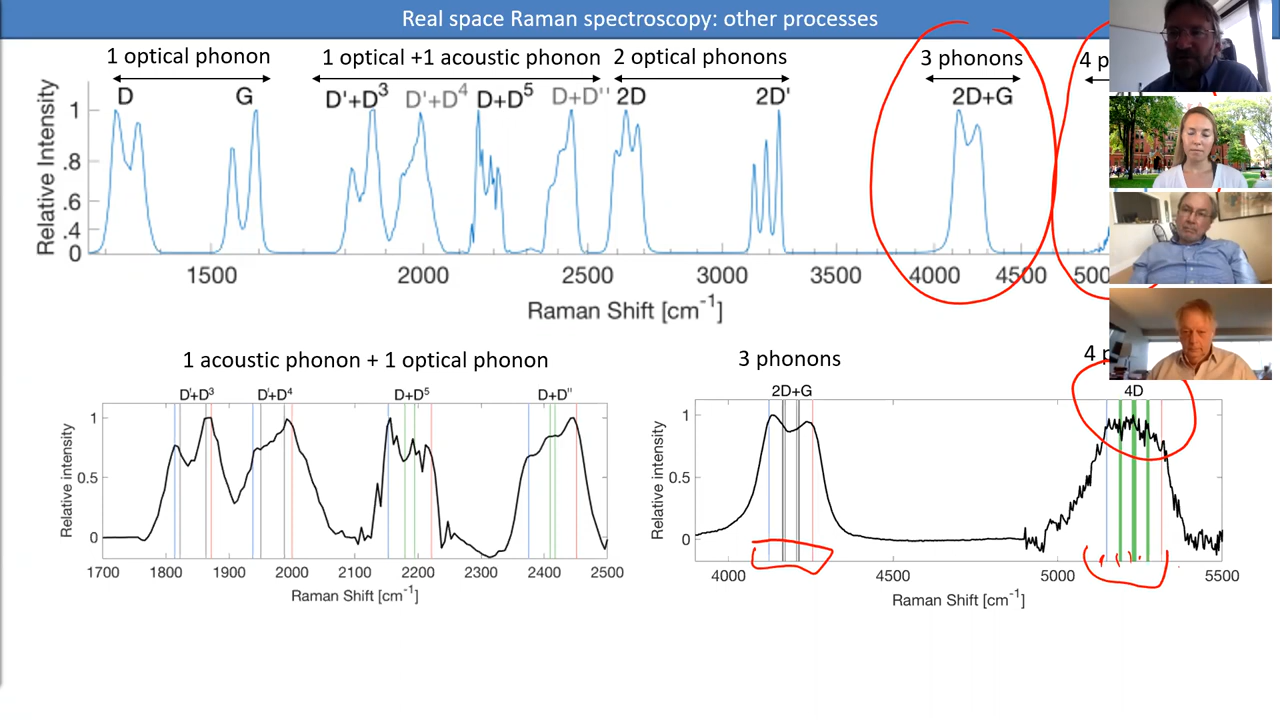 Real space Raman spectroscopy: other processes
1 optical phonon
1 optical +1 acoustic phonon
2 optical phonons
3 phonons
4 p
D
G
D'+D³
D'+D⁴
D+D⁵
D+D''
2D
2D'
2D+G
Relative Intensity
1
.8
.6
.4
0
1500
2000
2500
3000
3500
4000
4500
500
Raman Shift [cm⁻¹]
1 acoustic phonon + 1 optical phonon
3 phonons
4 p
D'+D³
D'+D⁴
D+D⁵
D+D''
2D+G
4D
Relative intensity
1
0.5
0
1700
1800
1900
2000
2100
2200
2300
2400
2500
Raman Shift [cm⁻¹]
Relative intensity
1
0.5
0
4000
4500
5000
5500
Raman Shift [cm⁻¹]